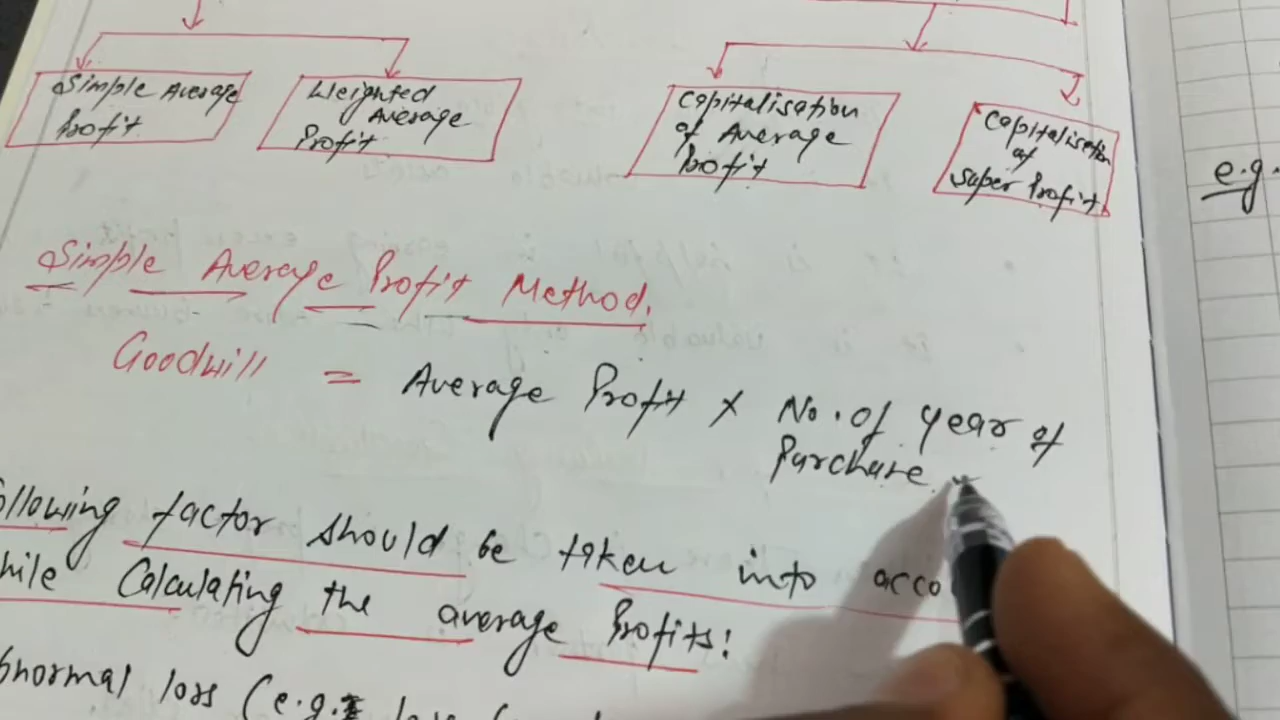 Simple Average
Profit
Weighted
Average
Profit
Capitalisation
of Average
Profit
Capitalisation
of
Super Profit
e.g.
Simple Average Profit Method.
Goodwill = Average Profit × No. of year of
Purchase
ollowing factor should be taken into acco
hile Calculating the average Profits:
bnormal loss (e.g.